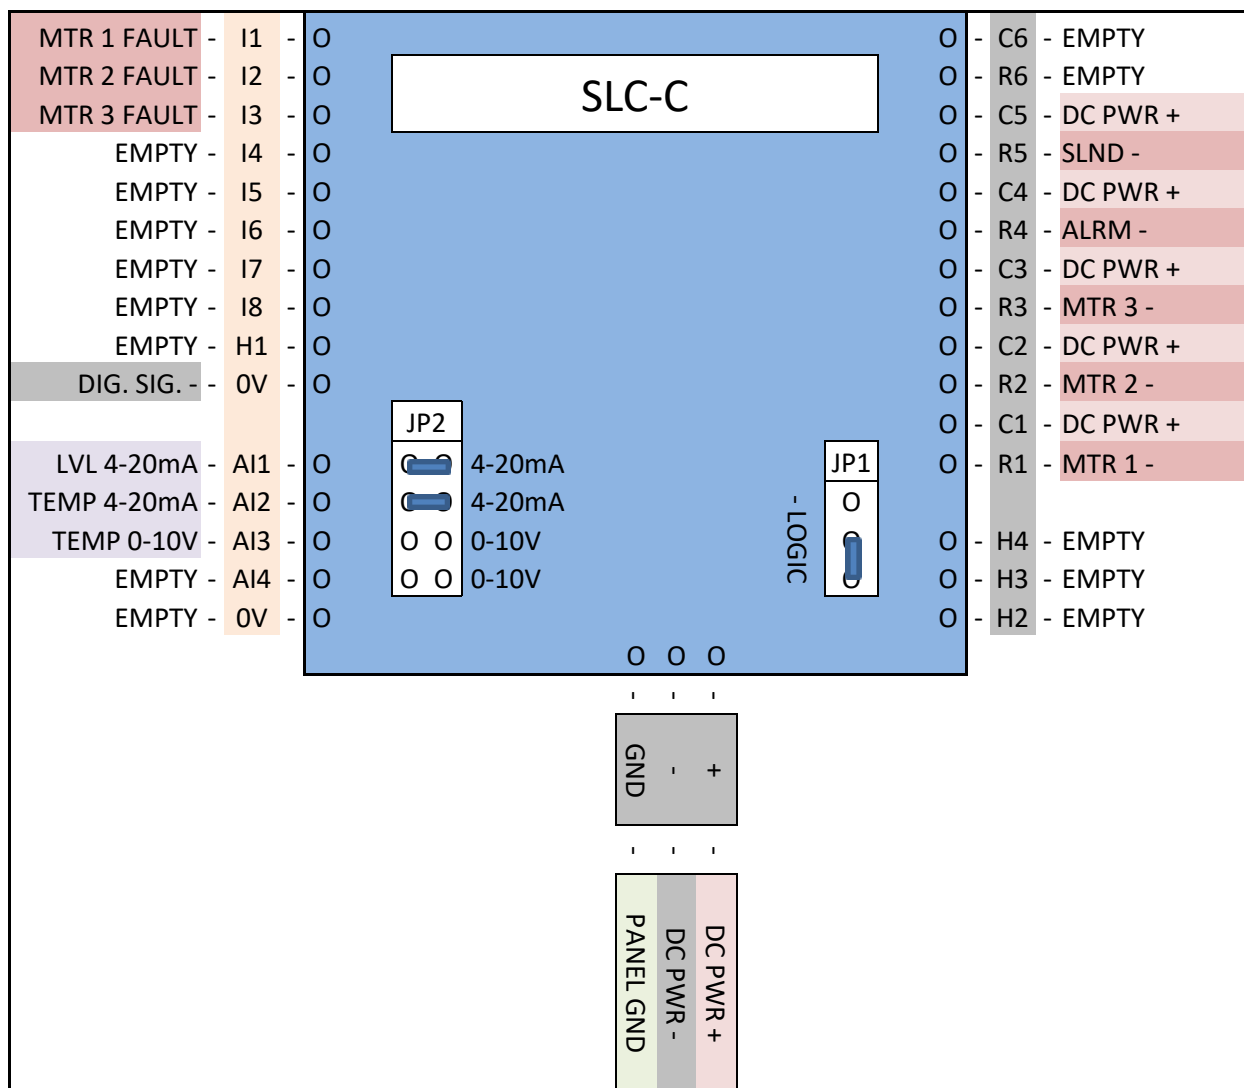 MTR 1 FAULT - I1 - O O - C6 - EMPTY
MTR 2 FAULT - I2 - O O - R6 - EMPTY
SLC-C
MTR 3 FAULT - I3 - O O - C5 - DC PWR +
EMPTY - I4 - O O - R5 - SLND -
EMPTY - I5 - O O - C4 - DC PWR +
EMPTY - I6 - O O - R4 - ALRM -
EMPTY - I7 - O O - C3 - DC PWR +
EMPTY - I8 - O O - R3 - MTR 3 -
EMPTY - H1 - O O - C2 - DC PWR +
DIG. SIG. - - 0V - O O - R2 - MTR 2 -
JP2 O - C1 - DC PWR +
LVL 4-20mA - AI1 - O O O 4-20mA JP1 O - R1 - MTR 1 -
TEMP 4-20mA - AI2 - O O O 4-20mA O
TEMP 0-10V - AI3 - O O O 0-10V O O - H4 - EMPTY
EMPTY - AI4 - O O O 0-10V O O - H3 - EMPTY
- LOGIC
EMPTY - 0V - O O - H2 - EMPTY
O O O
- - -
GND - +
- - -
PANEL GND DC PWR - DC PWR +